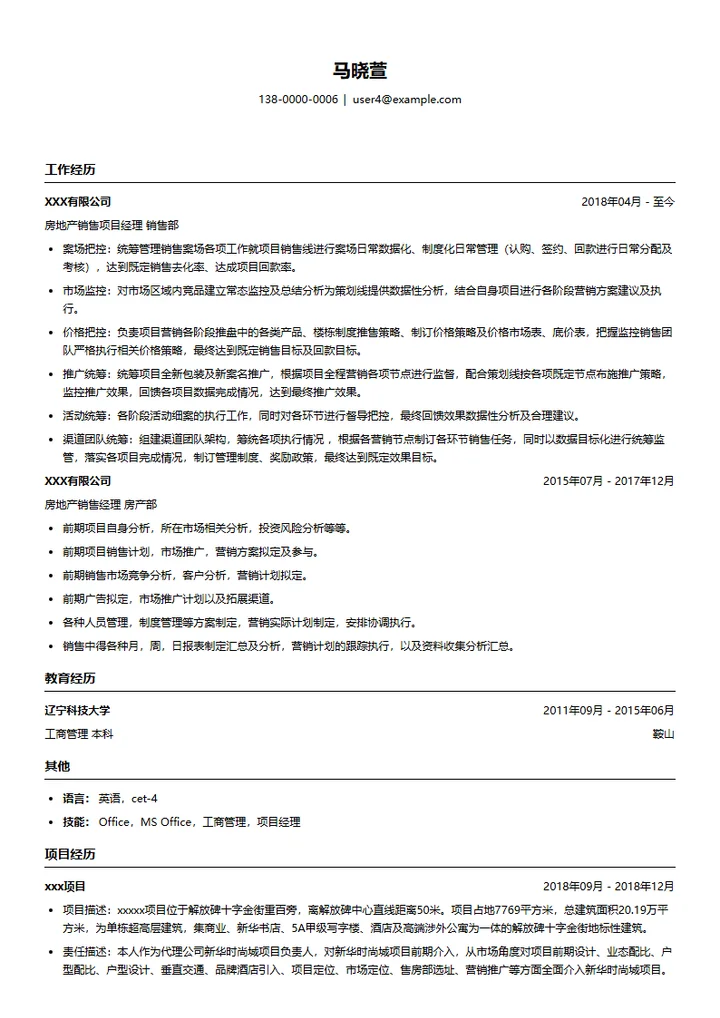 马晓萱
138-0000-0006 | user4@example.com
工作经历
XXX有限公司 2018年04月 - 至今
房地产销售项目经理 销售部
• 案场把控：统筹管理销售案场各项工作就项目销售线进行案场日常数据化、制度化日常管理（认购、签约、回款进行日常分配及
考核），达到既定销售去化率、达成项目回款率。
• 市场监控：对市场区域内竞品建立常态监控及总结分析为策划线提供数据性分析，结合自身项目进行各阶段营销方案建议及执
行。
• 价格把控：负责项目营销各阶段推盘中的各类产品、楼栋制度推售策略、制订价格策略及价格市场表、底价表，把握监控销售团
队严格执行相关价格策略，最终达到既定销售目标及回款目标。
• 推广统筹：统筹项目全新包装及新案名推广，根据项目全程营销各项节点进行监督，配合策划线按各项既定节点布施推广策略，
监控推广效果，回馈各项目数据完成情况，达到最终推广效果。
• 活动统筹：各阶段活动细案的执行工作，同时对各环节进行督导把控，最终回馈效果数据性分析及合理建议。
• 渠道团队统筹：组建渠道团队架构，筹统各项执行情况 ，根据各营销节点制订各环节销售任务，同时以数据目标化进行统筹监
管，落实各项目完成情况，制订管理制度、奖励政策，最终达到既定效果目标。
XXX有限公司 2015年07月 - 2017年12月
房地产销售经理 房产部
• 前期项目自身分析，所在市场相关分析，投资风险分析等等。
• 前期项目销售计划，市场推广，营销方案拟定及参与。
• 前期销售市场竞争分析，客户分析，营销计划拟定。
• 前期广告拟定，市场推广计划以及拓展渠道。
• 各种人员管理，制度管理等方案制定，营销实际计划制定，安排协调执行。
• 销售中得各种月，周，日报表制定汇总及分析，营销计划的跟踪执行，以及资料收集分析汇总。
教育经历
辽宁科技大学 2011年09月 - 2015年06月
工商管理 本科 鞍山
其他
• 语言： 英语，cet-4
• 技能： Office，MS Office，工商管理，项目经理
项目经历
xxx项目 2018年09月 - 2018年12月
• 项目描述：xxxxx项目位于解放碑十字金街重百旁，离解放碑中心直线距离50米。项目占地7769平方米，总建筑面积20.19万平
方米，为单栋超高层建筑，集商业、新华书店、5A甲级写字楼、酒店及高端涉外公寓为一体的解放碑十字金街地标性建筑。
• 责任描述：本人作为代理公司新华时尚城项目负责人，对新华时尚城项目前期介入，从市场角度对项目前期设计、业态配比、户
型配比、户型设计、垂直交通、品牌酒店引入、项目定位、市场定位、售房部选址、营销推广等方面全面介入新华时尚城项目。